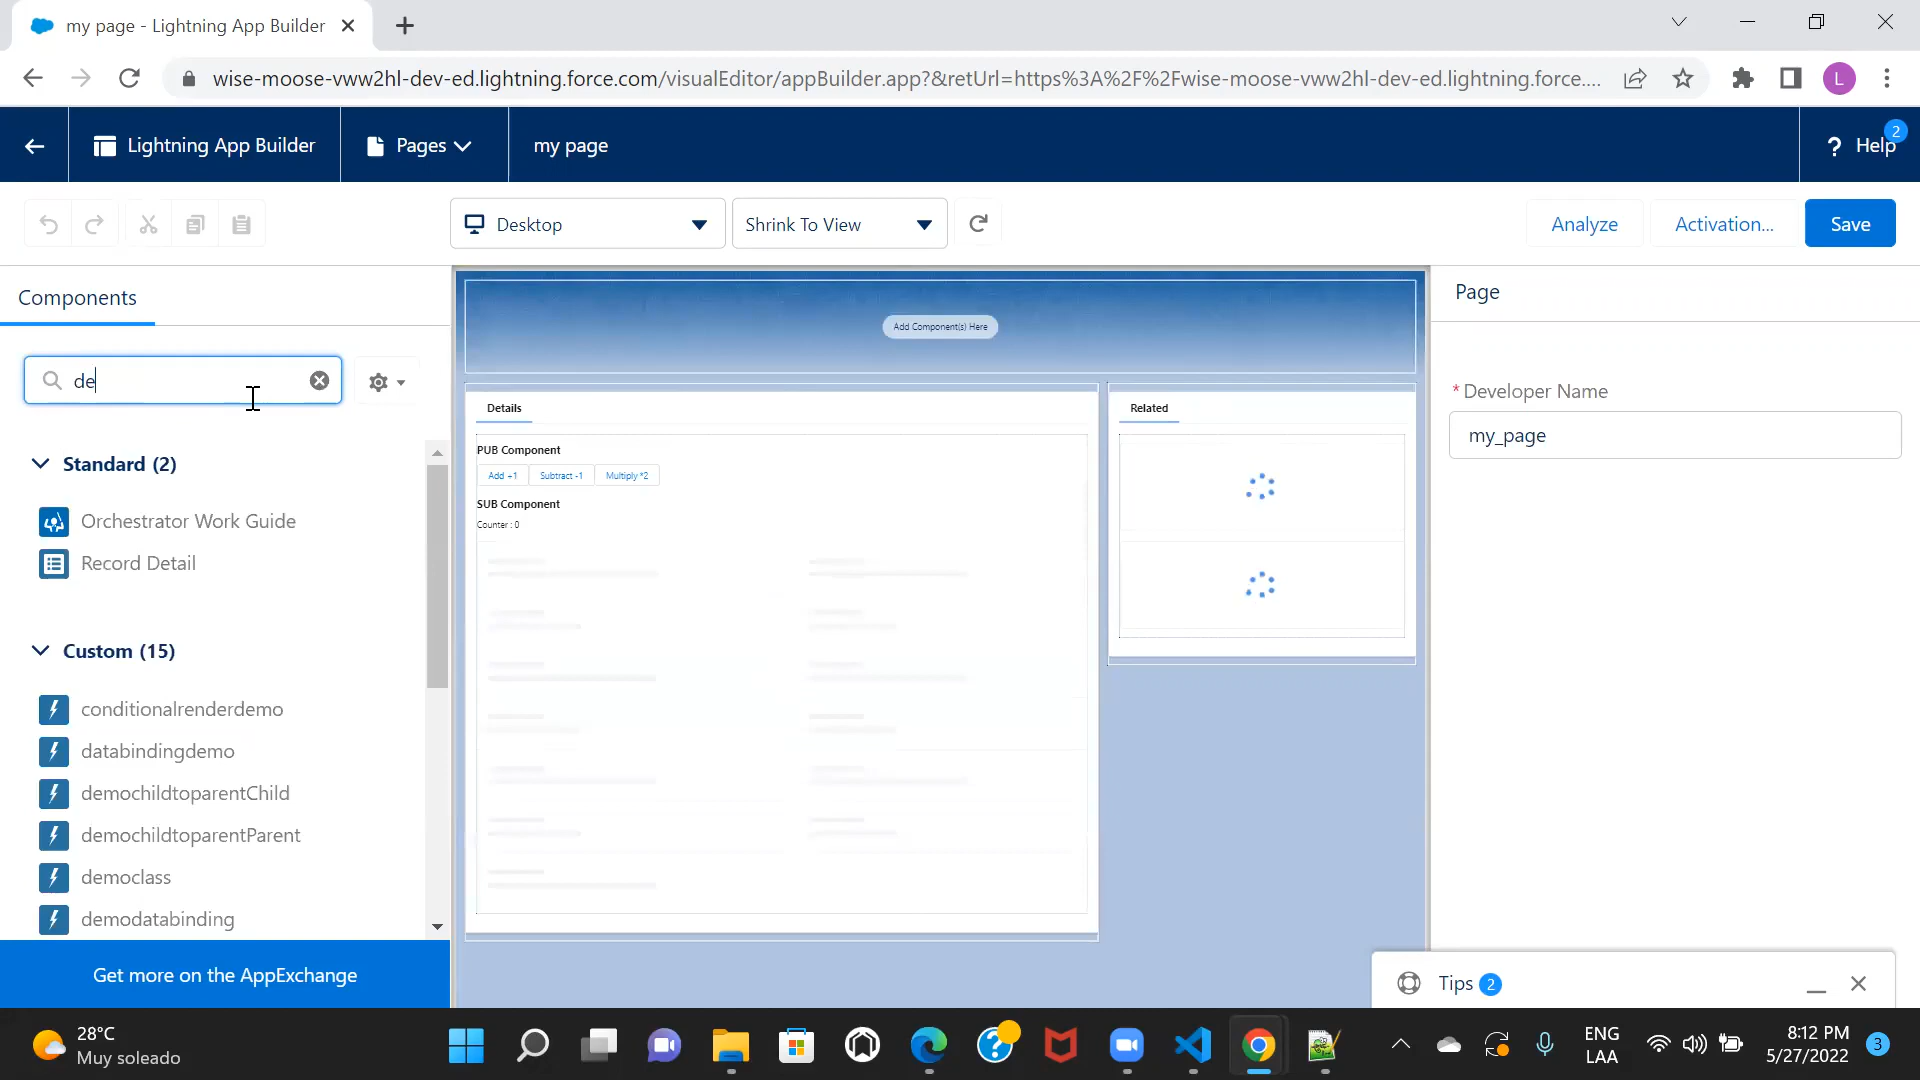 my page - Lightning App Builder
wise-moose-vww2hl-dev-ed.lightning.force.com/visualEditor/appBuilder.app?&retUrl=https%3A%2F%2Fwise-moose-vww2hl-dev-ed.lightning.force....
L
Lightning App Builder
Pages
my page
? Help
2
Desktop
Shrink To View
Analyze
Activation...
Save
Components
de
Standard (2)
Orchestrator Work Guide
Record Detail
Custom (15)
conditionalrenderdemo
databindingdemo
demochildtoparentChild
demochildtoparentParent
democlass
demodatabinding
Get more on the AppExchange
Add Component(s) Here
Details
PUB Component
Add +1
Subtract -1
Multiply *2
SUB Component
Counter : 0
Related
Page
* Developer Name
my_page
Tips 2
28°C
Muy soleado
ENG
LAA
8:12 PM
5/27/2022
3